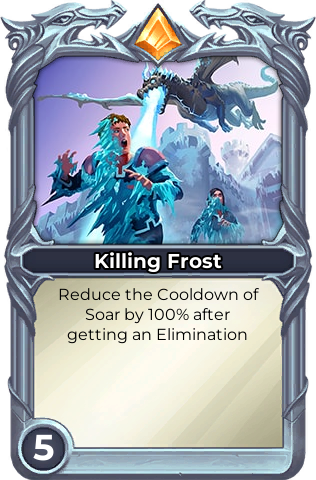 Killing Frost
Reduce the Cooldown of
Soar by 100% after
getting an Elimination
5